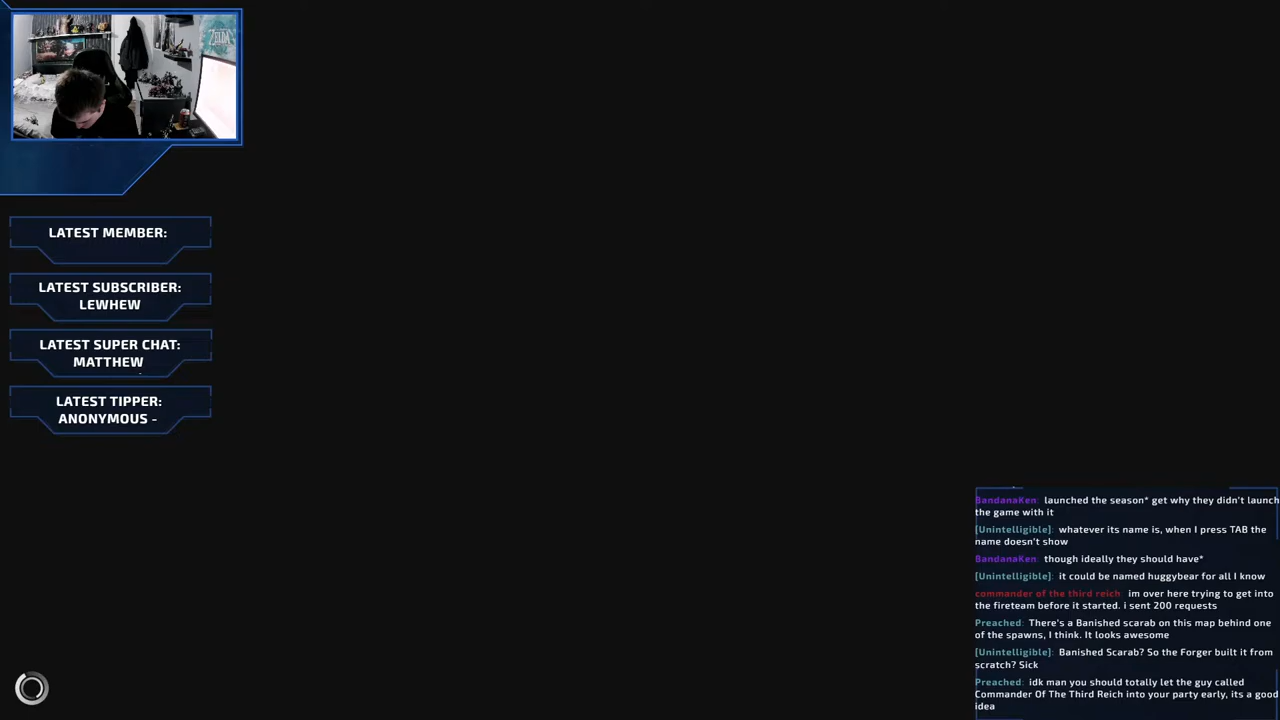 ZELDA
LATEST MEMBER:
LATEST SUBSCRIBER:
LEWHEW
LATEST SUPER CHAT:
MATTHEW
LATEST TIPPER:
ANONYMOUS -
BandanaKen: launched the season* get why they didn't launch
the game with it
[Unintelligible]: whatever its name is, when I press TAB the
name doesn't show
BandanaKen: though ideally they should have*
[Unintelligible]: it could be named huggybear for all I know
commander of the third reich: im over here trying to get into
the fireteam before it started. i sent 200 requests
Preached: There's a Banished scarab on this map behind one
of the spawns, I think. It looks awesome
[Unintelligible]: Banished Scarab? So the Forger built it from
scratch? Sick
Preached: idk man you should totally let the guy called
Commander Of The Third Reich into your party early, its a good
idea